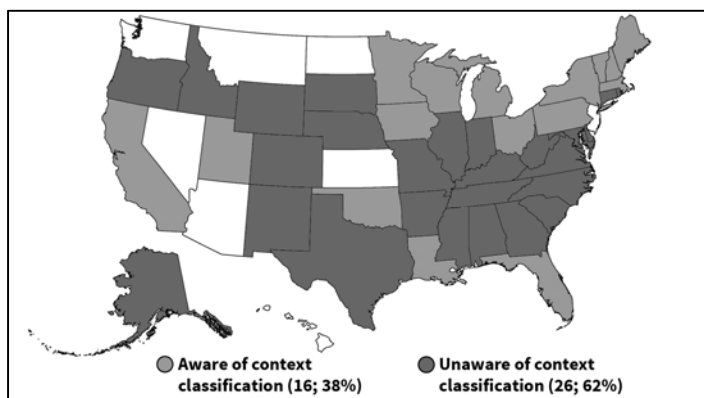 Aware of context
classification (16; 38%)
Unaware of context
classification (26; 62%)